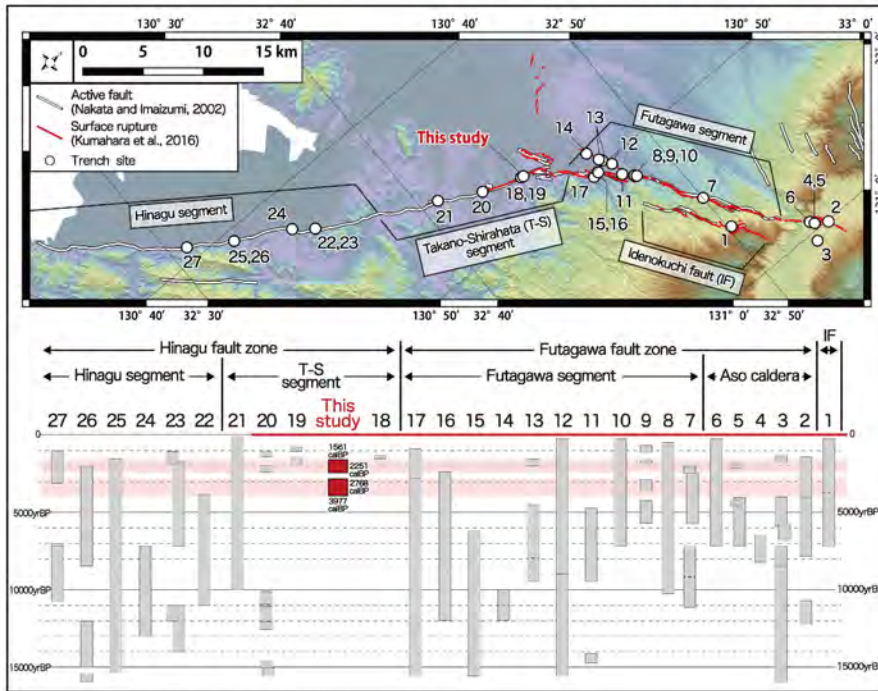 130° 30' 32° 40' 130° 40' 32° 50' 130° 50' 33° 0'
0 5 10 15 km
Active fault
(Nakata and Imaizumi, 2002)
Surface rupture
(Kumahara et al., 2016)
Trench site
This study
13
14
12
Futagawa segment
8,9,10
4,5
7
6
2
Hinagu segment
24
21
20
18,19
17
11
15,16
1
3
27
25,26
22,23
Takano-Shirahata (T-S)
segment
Idenokuchi fault (IF)
130° 40' 32° 30' 130° 50' 32° 40' 131° 0' 32° 50'
IF
Hinagu fault zone Futagawa fault zone
Hinagu segment T-S
segment Futagawa segment Aso caldera
This
study
27 26 25 24 23 22 21 20 19 18 17 16 15 14 13 12 11 10 9 8 7 6 5 4 3 2 1
0 0
1561
calBP
2251
calBP
2768
calBP
3977
calBP
5000yrBP 5000yrBP
10000yrBP 10000yrBP
15000yrBP 15000yrBP